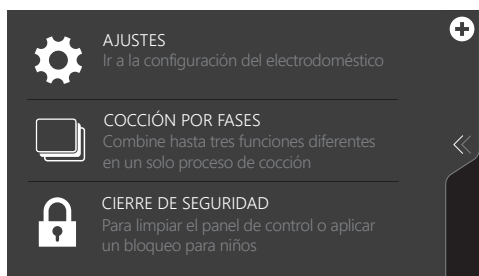 AJUSTES
Ir a la configuración del electrodoméstico
COCCIÓN POR FASES
Combine hasta tres funciones diferentes
en un solo proceso de cocción
CIERRE DE SEGURIDAD
Para limpiar el panel de control o aplicar
un bloqueo para niños